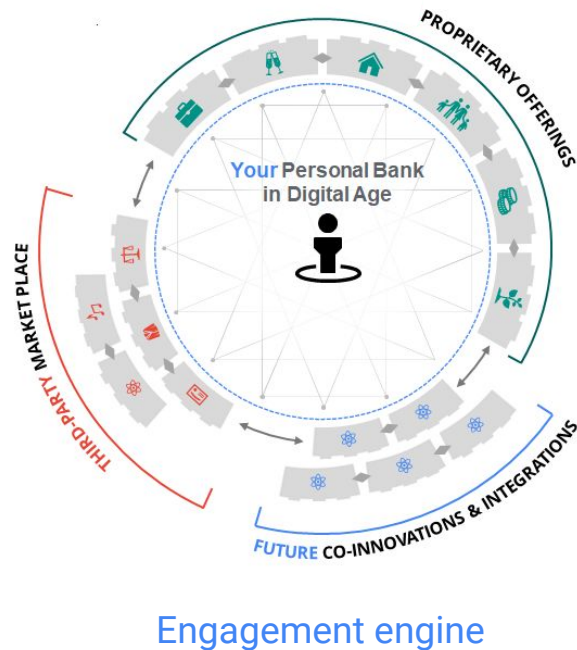 PROPRIETARY OFFERINGS
Your Personal Bank
in Digital Age
THIRD-PARTY MARKET PLACE
FUTURE CO-INNOVATIONS & INTEGRATIONS
Engagement engine